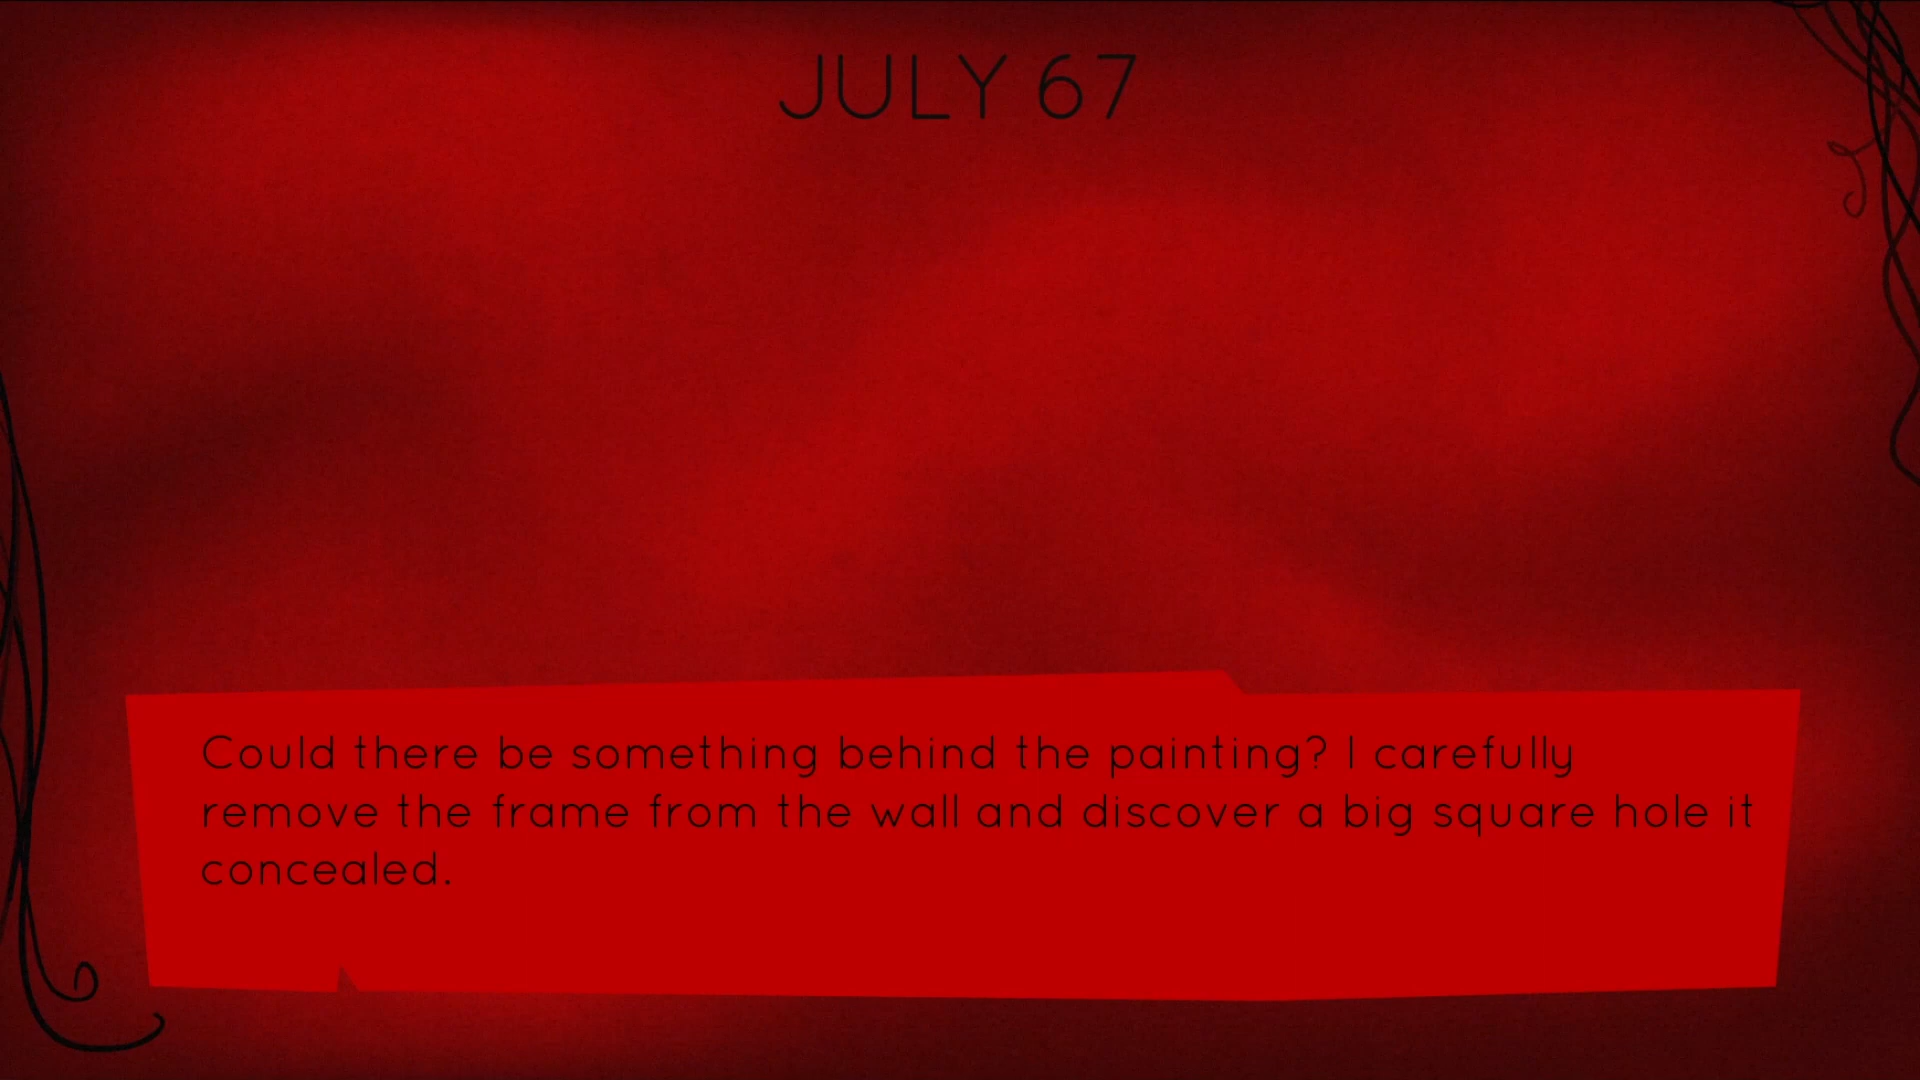 JULY 67
Could there be something behind the painting? I carefully
remove the frame from the wall and discover a big square hole it
concealed.